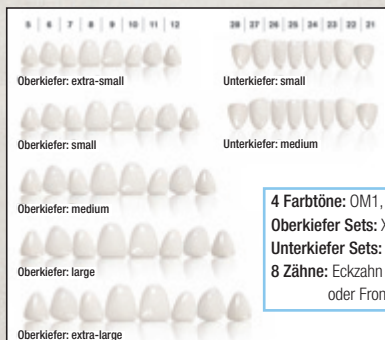 5 | 6 | 7 | 8 | 9 | 10 | 11 | 12
28 | 27 | 26 | 25 | 24 | 23 | 22 | 21
Oberkiefer: extra-small
Unterkiefer: small
Oberkiefer: small
Unterkiefer: medium
Oberkiefer: medium
Oberkiefer: large
Oberkiefer: extra-large
4 Farbtöne: OM1,
Oberkiefer Sets: X
Unterkiefer Sets:
8 Zähne: Eckzahn
oder Fron